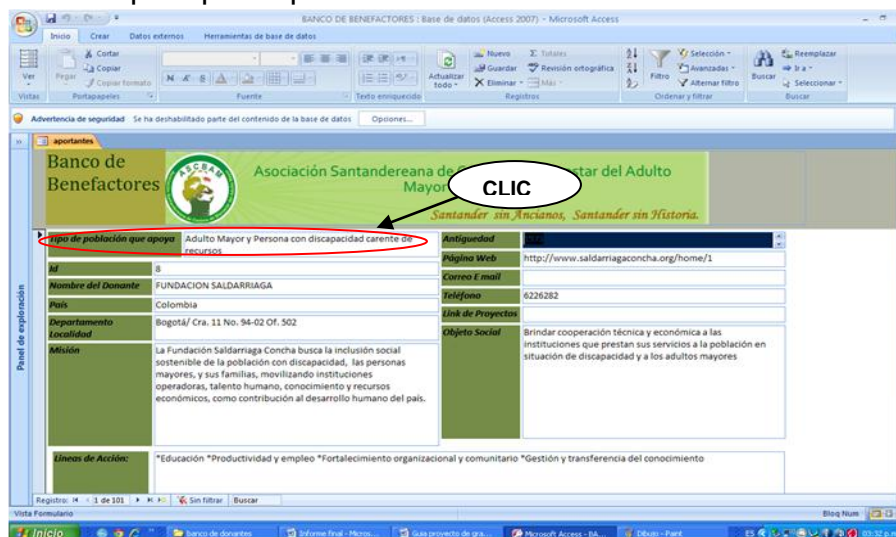 BANCO DE BENEFACTORES : Base de datos (Access 2007) - Microsoft Access
Inicio Crear Datos externos Herramientas de base de datos
Ver
Vistas
Pegar
Cortar
Copiar
Copiar formato
Portapapeles
N K S
Fuente
Texto enriquecido
Actualizar todo
Nuevo
Guardar
Eliminar
Totales
Revisión ortográfica
Más
Registros
Filtro
Selección
Avanzadas
Alternar filtro
Ordenar y filtrar
Buscar
Reemplazar
Ir a
Seleccionar
Buscar
Advertencia de seguridad Se ha deshabilitado parte del contenido de la base de datos Opciones...
aportantes
Banco de
Benefactores
ASCBAM
Asociación Santandereana
del Adulto
CLIC
Santander sin Ancianos, Santander sin Historia.
Tipo de población que apoya Adulto Mayor y Persona con discapacidad carente de
recursos
Id 8
Nombre del Donante FUNDACION SALDARRIAGA
País Colombia
Departamento
Localidad
Bogotá/ Cra. 11 No. 94-02 Of. 502
Misión
La Fundación Saldarriaga Concha busca la inclusión social
sostenible de la población con discapacidad, las personas
mayores, y sus familias, movilizando instituciones
operadoras, talento humano, conocimiento y recursos
económicos, como contribución al desarrollo humano del país.
Antiguedad
Página Web http://www.saldarriagaconcha.org/home/1
Correo E mail
Teléfono 6226282
Link de Proyectos
Objeto Social
Brindar cooperación técnica y económica a las
instituciones que prestan sus servicios a la población en
situación de discapacidad y a los adultos mayores
Lineas de Acción: *Educación *Productividad y empleo *Fortalecimiento organizacional y comunitario *Gestión y transferencia del conocimiento
Panel de exploración
Registro: 1 de 101 Sin filtrar Buscar
Vista Formulario Bloq Num
Inicio banco de donantes Informe final - Micros... Guia proyecto de gra... Microsoft Access - BA... Dibujo - Paint ES 03:32